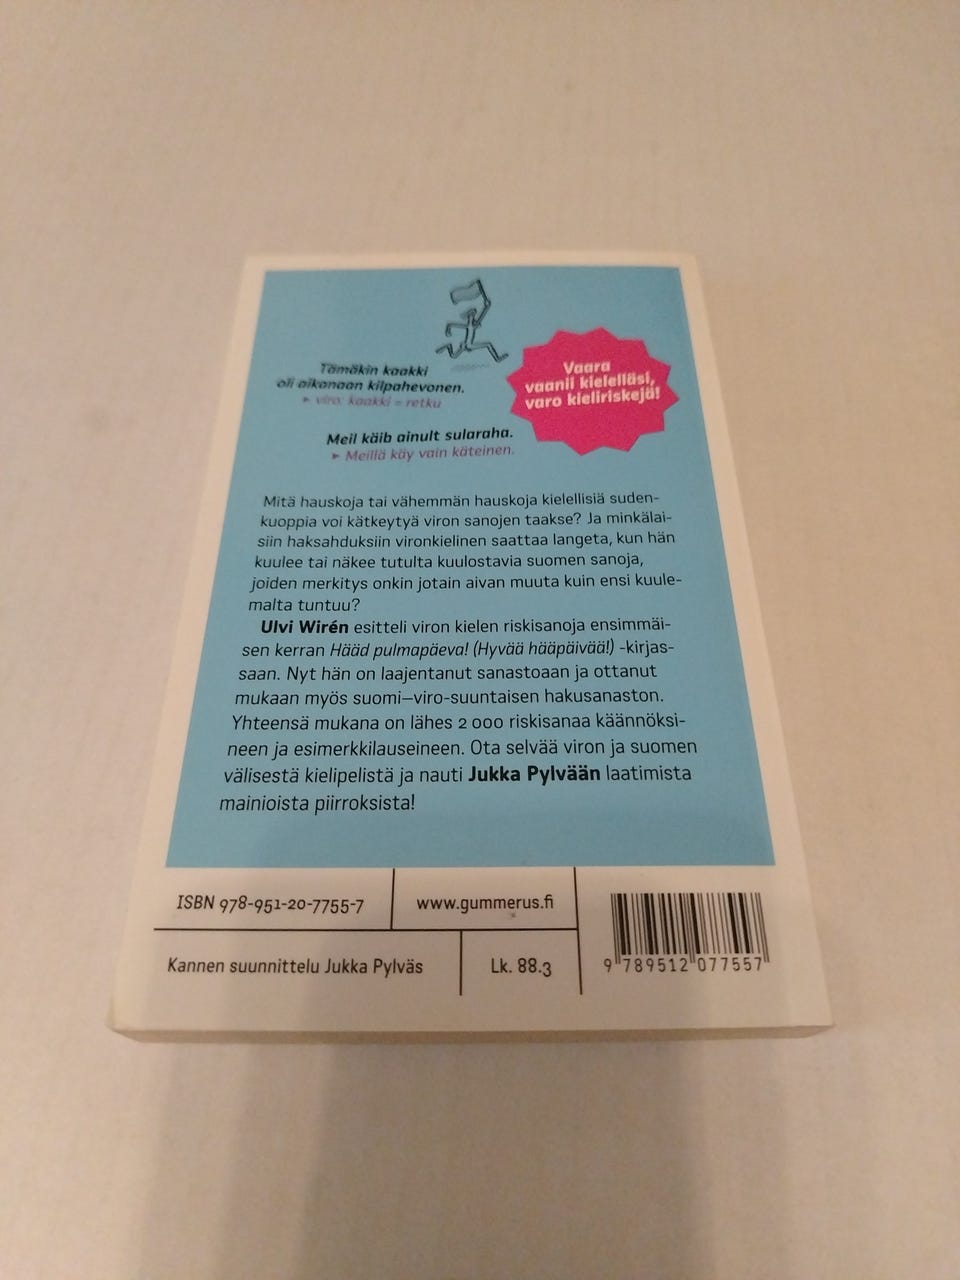 Tämäkin kaakki
oli aikanaan kilpahevonen.
▸ viro. kaakki = retku
Vaara
vaanii kielelläsi,
varo kieliriskejä!
Meil käib ainult sularaha.
▸ Meillä käy vain käteinen.
Mitä hauskoja tai vähemmän hauskoja kielellisiä suden-
kuoppia voi kätkeytyä viron sanojen taakse? Ja minkälai-
siin haksahduksiin vironkielinen saattaa langeta, kun hän
kuulee tai näkee tutulta kuulostavia suomen sanoja,
joiden merkitys onkin jotain aivan muuta kuin ensi kuule-
malta tuntuu?
Ulvi Wirén esitteli viron kielen riskisanoja ensimmäi-
sen kerran Hääd pulmapäeva! (Hyvää hääpäivää!) -kirjas-
saan. Nyt hän on laajentanut sanastoaan ja ottanut
mukaan myös suomi–viro-suuntaisen hakusanaston.
Yhteensä mukana on lähes 2 000 riskisanaa käännöksi-
neen ja esimerkkilauseineen. Ota selvää viron ja suomen
välisestä kielipelistä ja nauti Jukka Pylvään laatimista
mainioista piirroksista!
ISBN 978-951-20-7755-7
www.gummerus.fi
Kannen suunnittelu Jukka Pylväs
Lk. 88.3
9 789512 077557